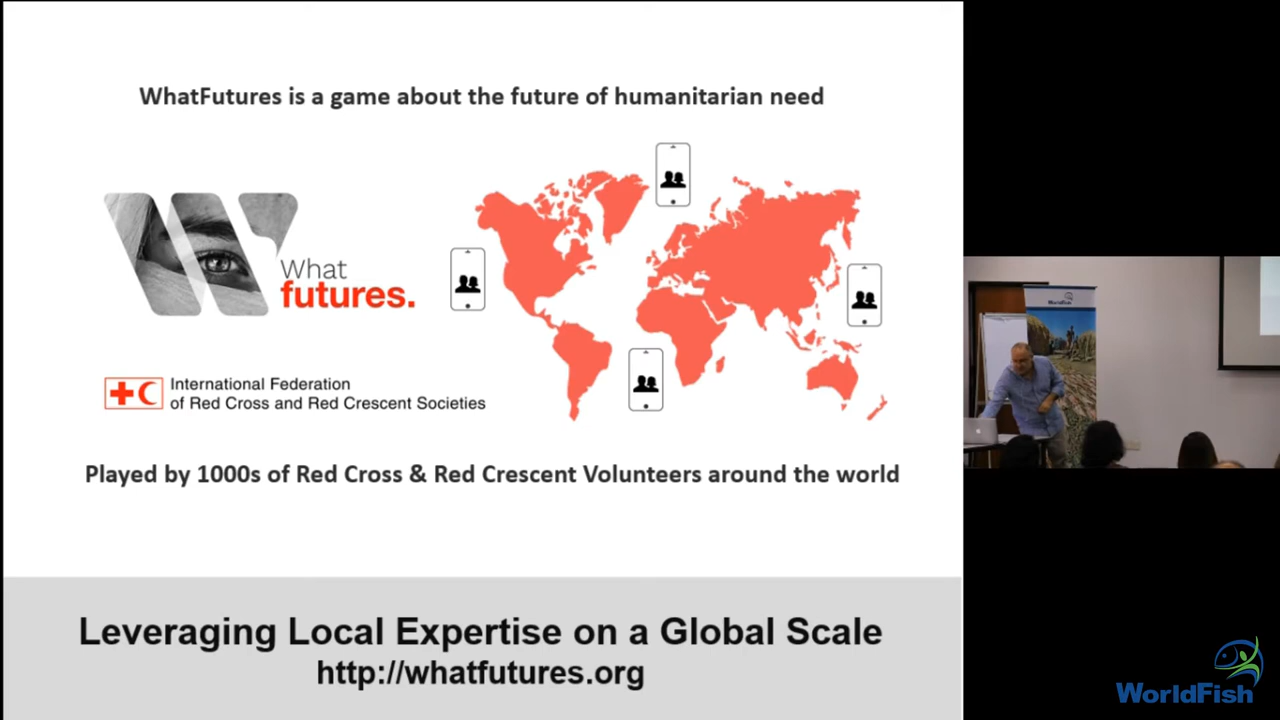 WhatFutures is a game about the future of humanitarian need
What
futures.
International Federation
of Red Cross and Red Crescent Societies
Played by 1000s of Red Cross & Red Crescent Volunteers around the world
Leveraging Local Expertise on a Global Scale
http://whatfutures.org
WorldFish
WorldFish